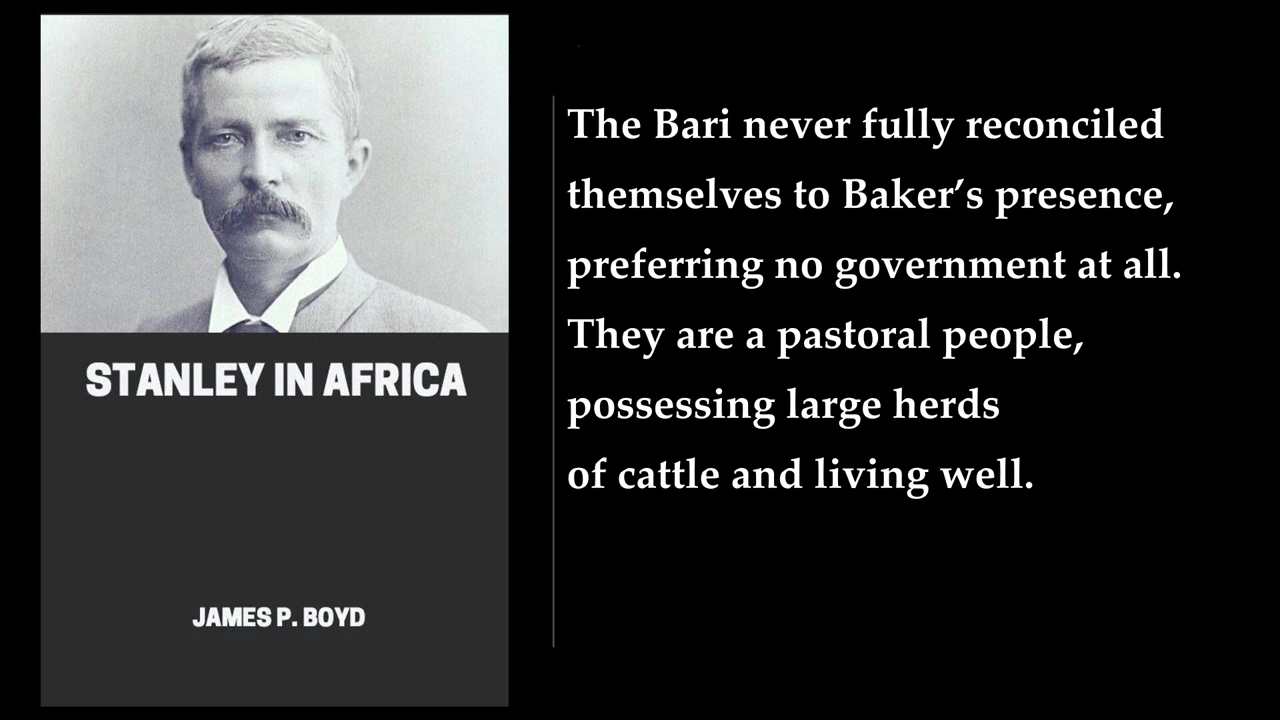 STANLEY IN AFRICA
JAMES P. BOYD
The Bari never fully reconciled
themselves to Baker’s presence,
preferring no government at all.
They are a pastoral people,
possessing large herds
of cattle and living well.